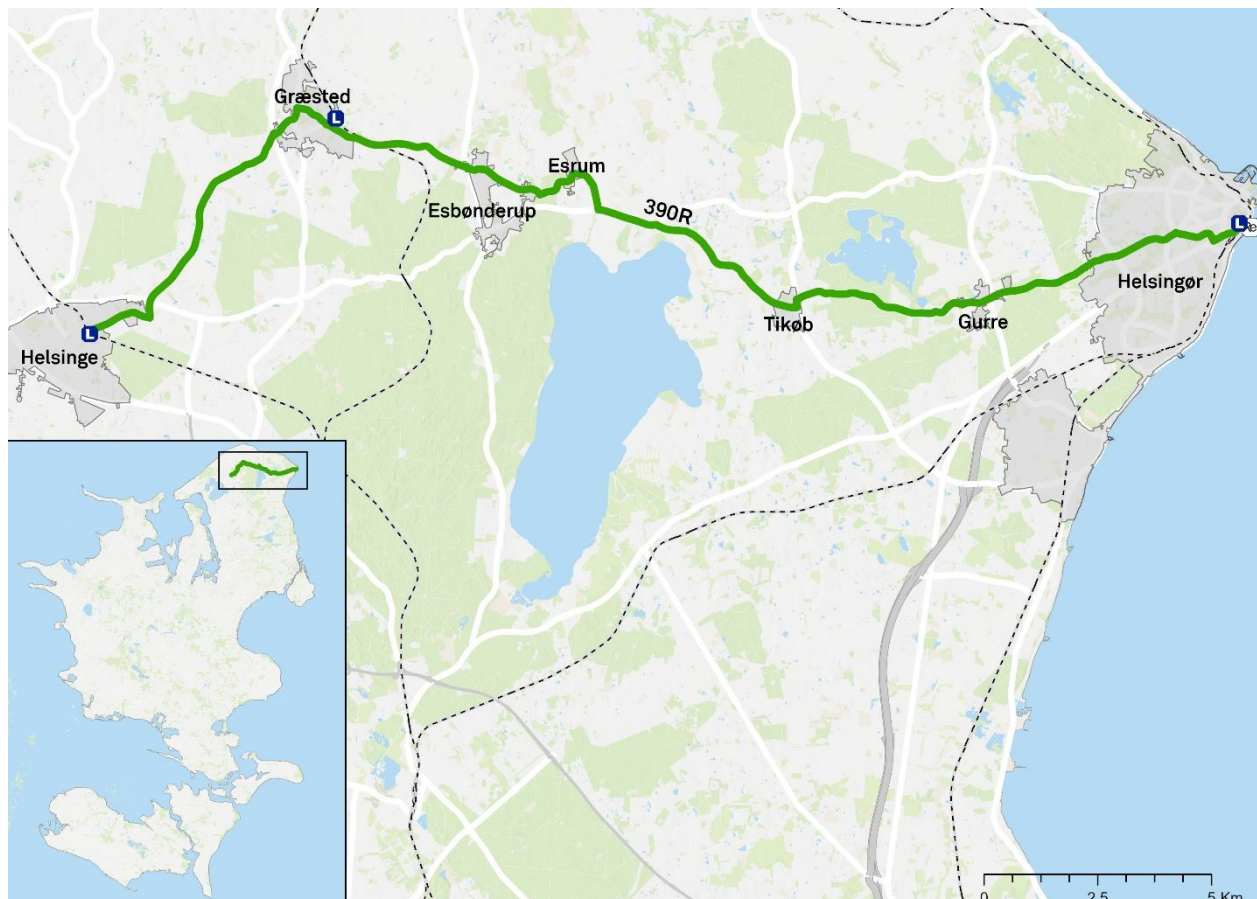 Græsted
L
Esrum
Esbønderup
390R
L
Helsingør
Tikøb
Gurre
L
Helsinge
0 2,5 5 Km